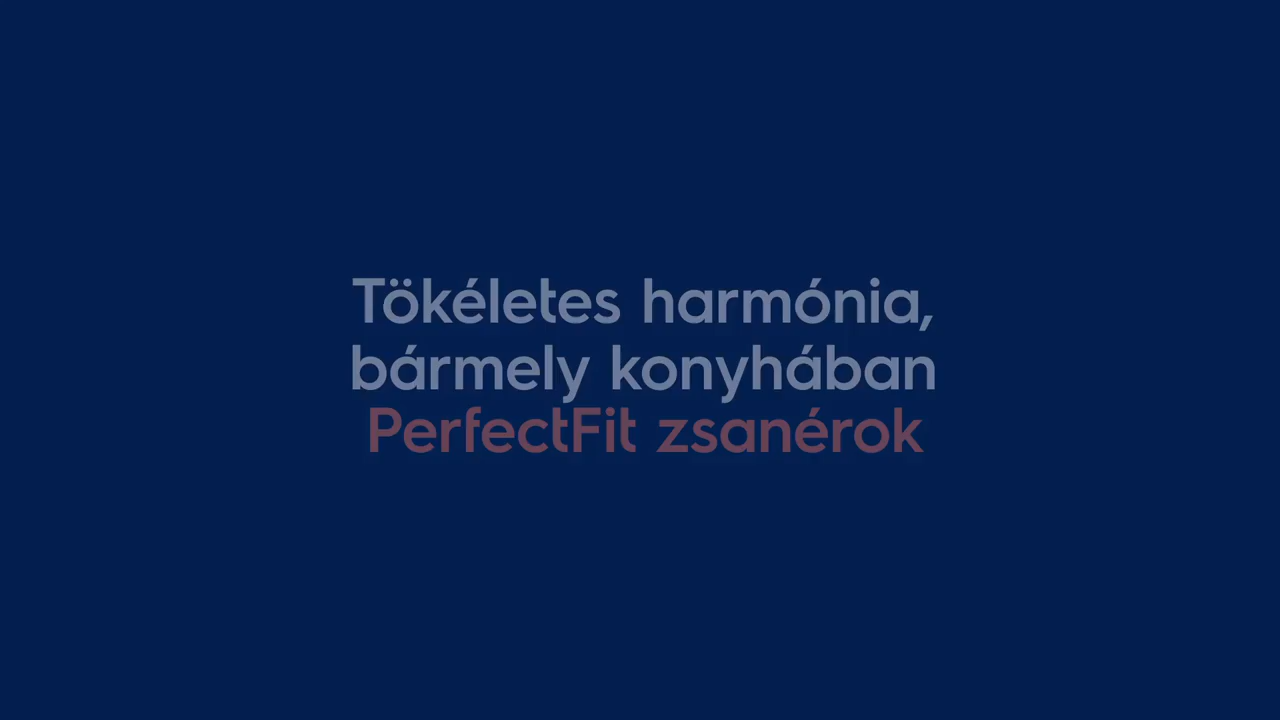 Tökéletes harmónia,
bármely konyhában
PerfectFit zsanérok